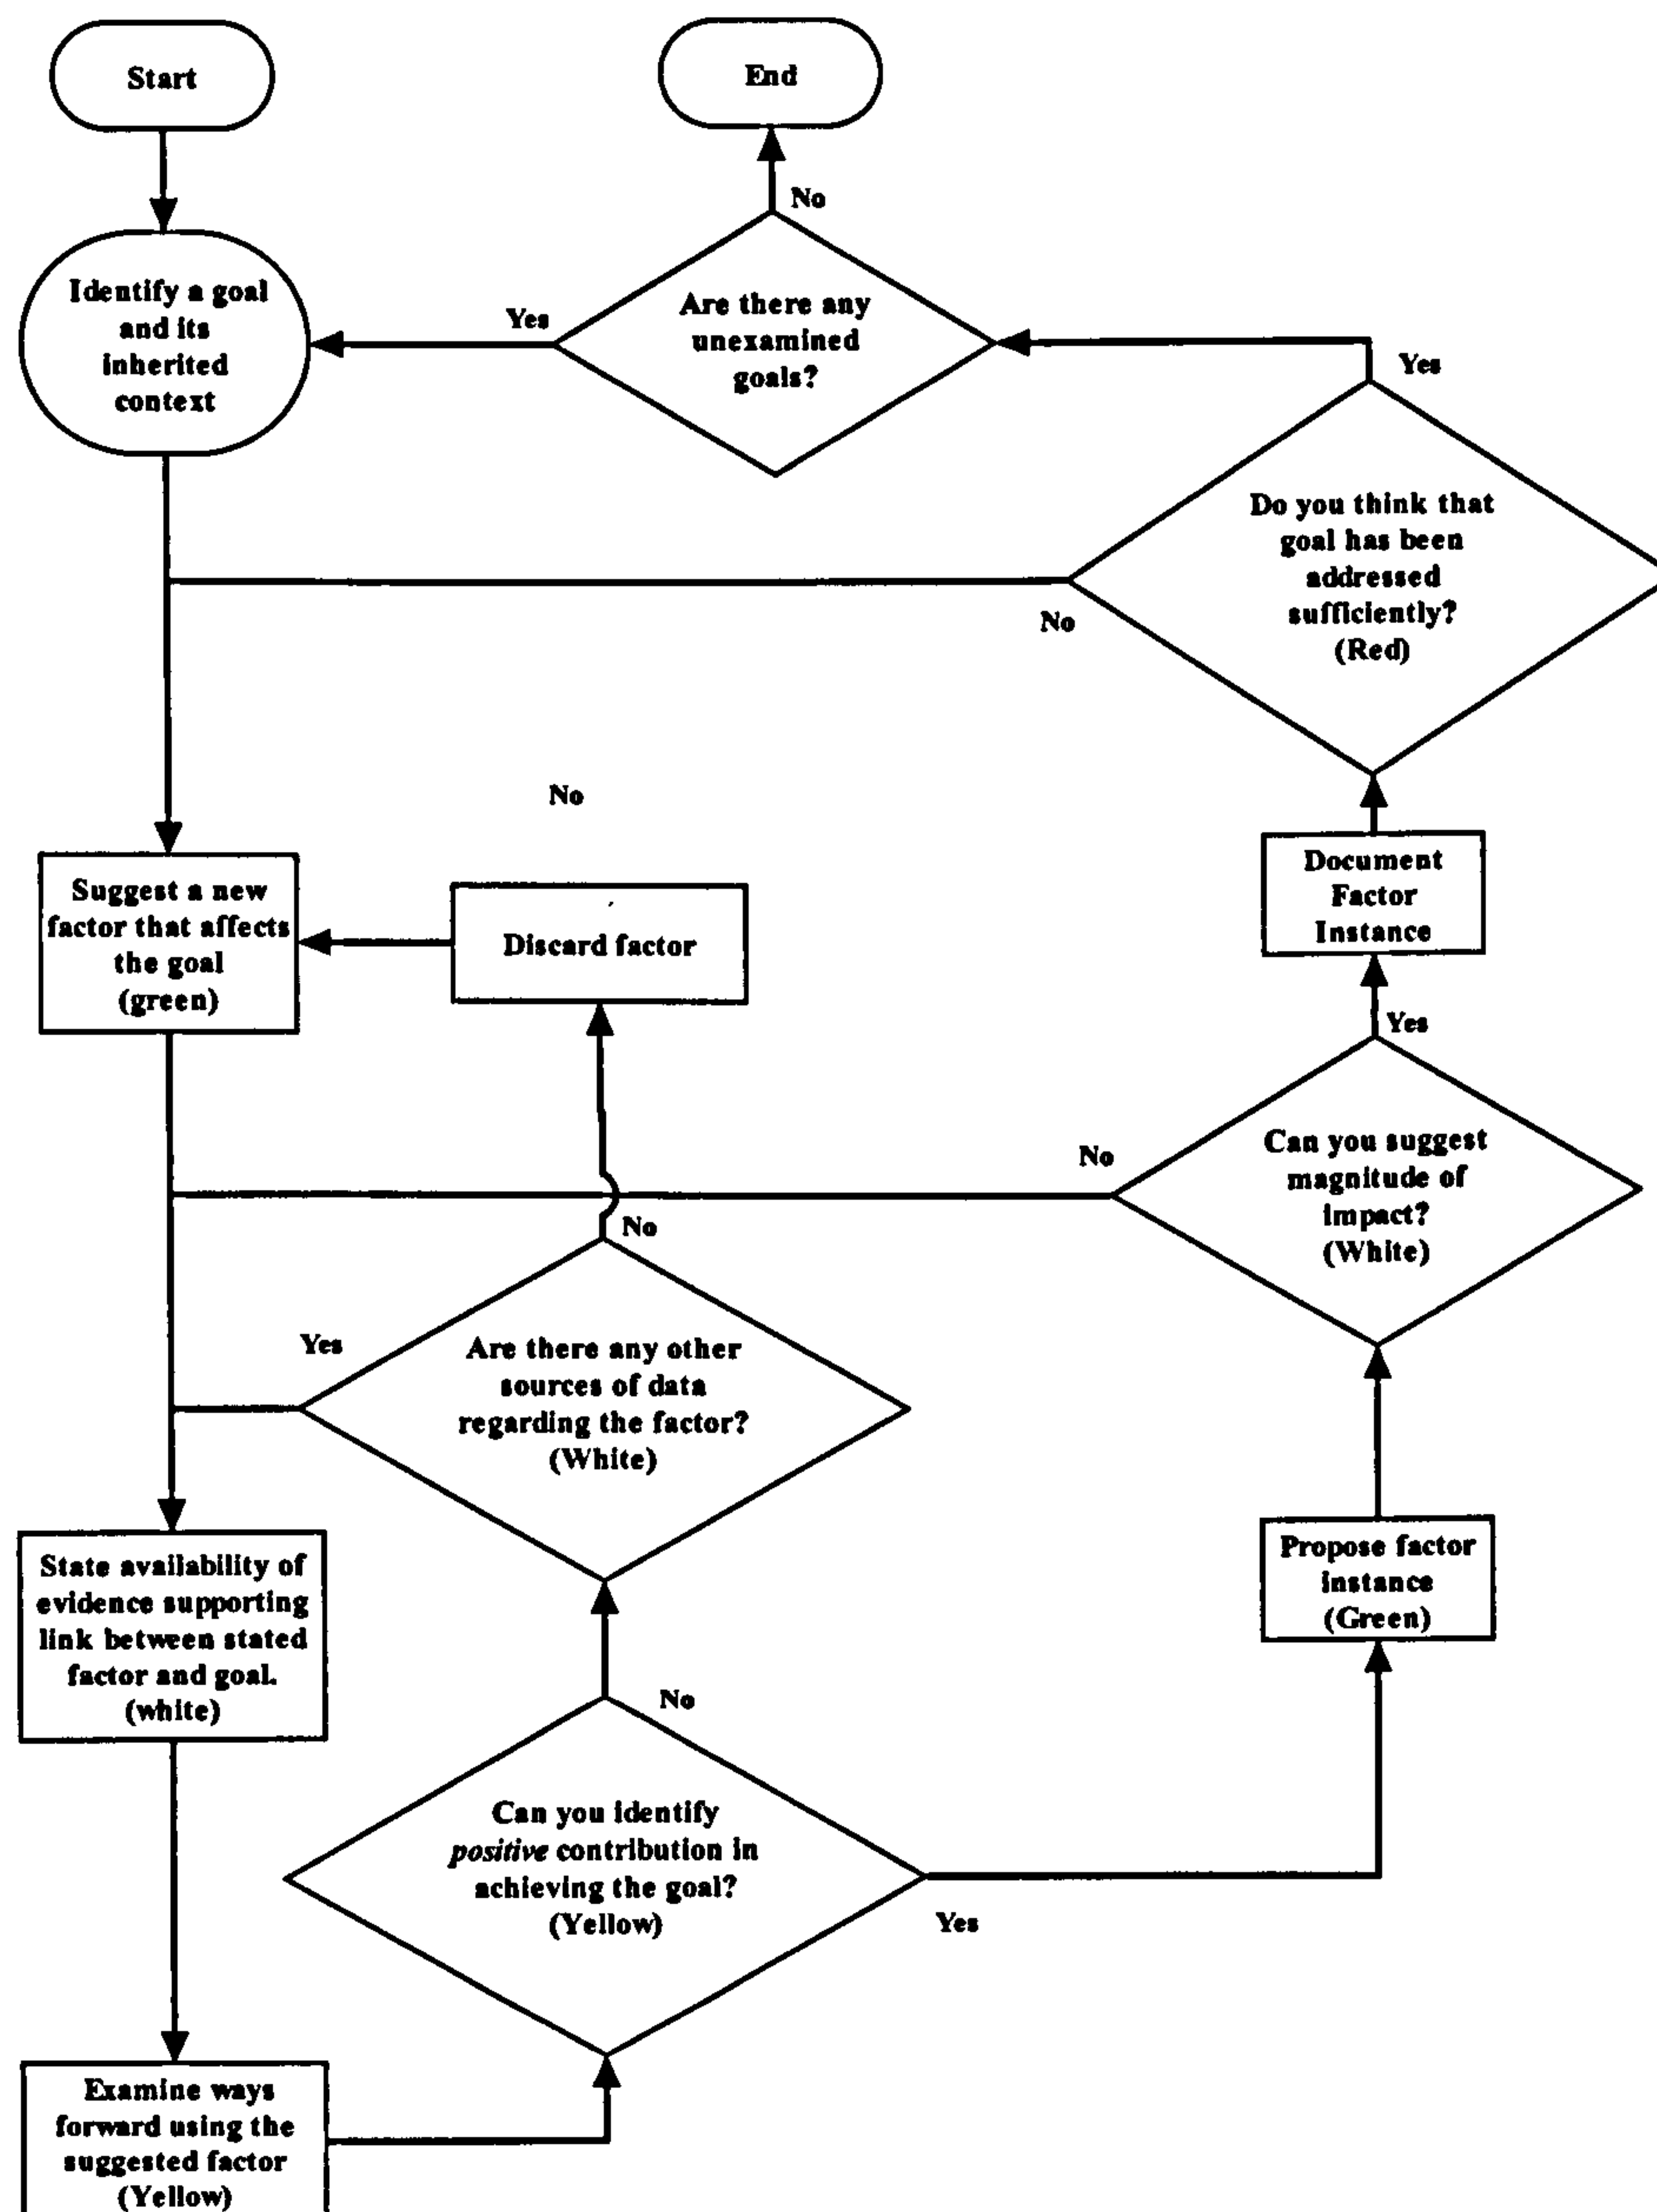 Start
End
No
Identify a goal
and its
inherited
context
Yes
Are there any
unexamined
goals?
Yes
Do you think that
goal has been
addressed
sufficiently?
(Red)
No
No
Suggest a new
factor that affects
the goal
(green)
Discard factor
Document
Factor
Instance
Yes
Can you suggest
magnitude of
impact?
(White)
No
No
Yes
Are there any other
sources of data
regarding the factor?
(White)
State availability of
evidence supporting
link between stated
factor and goal.
(white)
Propose factor
instance
(Green)
No
Can you identify
positive contribution in
achieving the goal?
(Yellow)
Yes
Examine ways
forward using the
suggested factor
(Yellow)